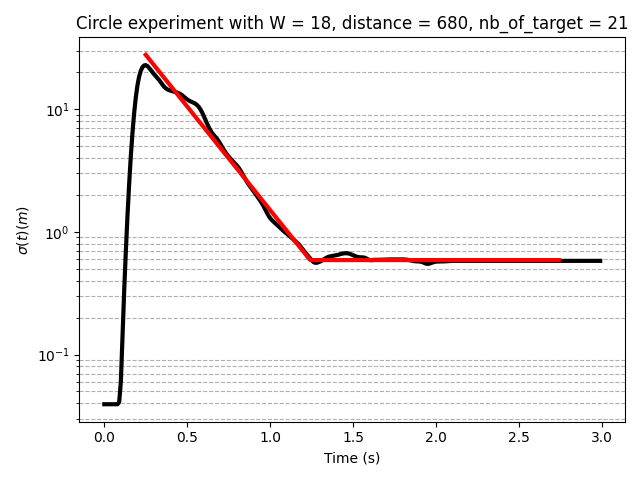 Circle experiment with W = 18, distance = 680, nb_of_target = 21
σ(t)(m)
10¹
10⁰
10⁻¹
0.0 0.5 1.0 1.5 2.0 2.5 3.0
Time (s)